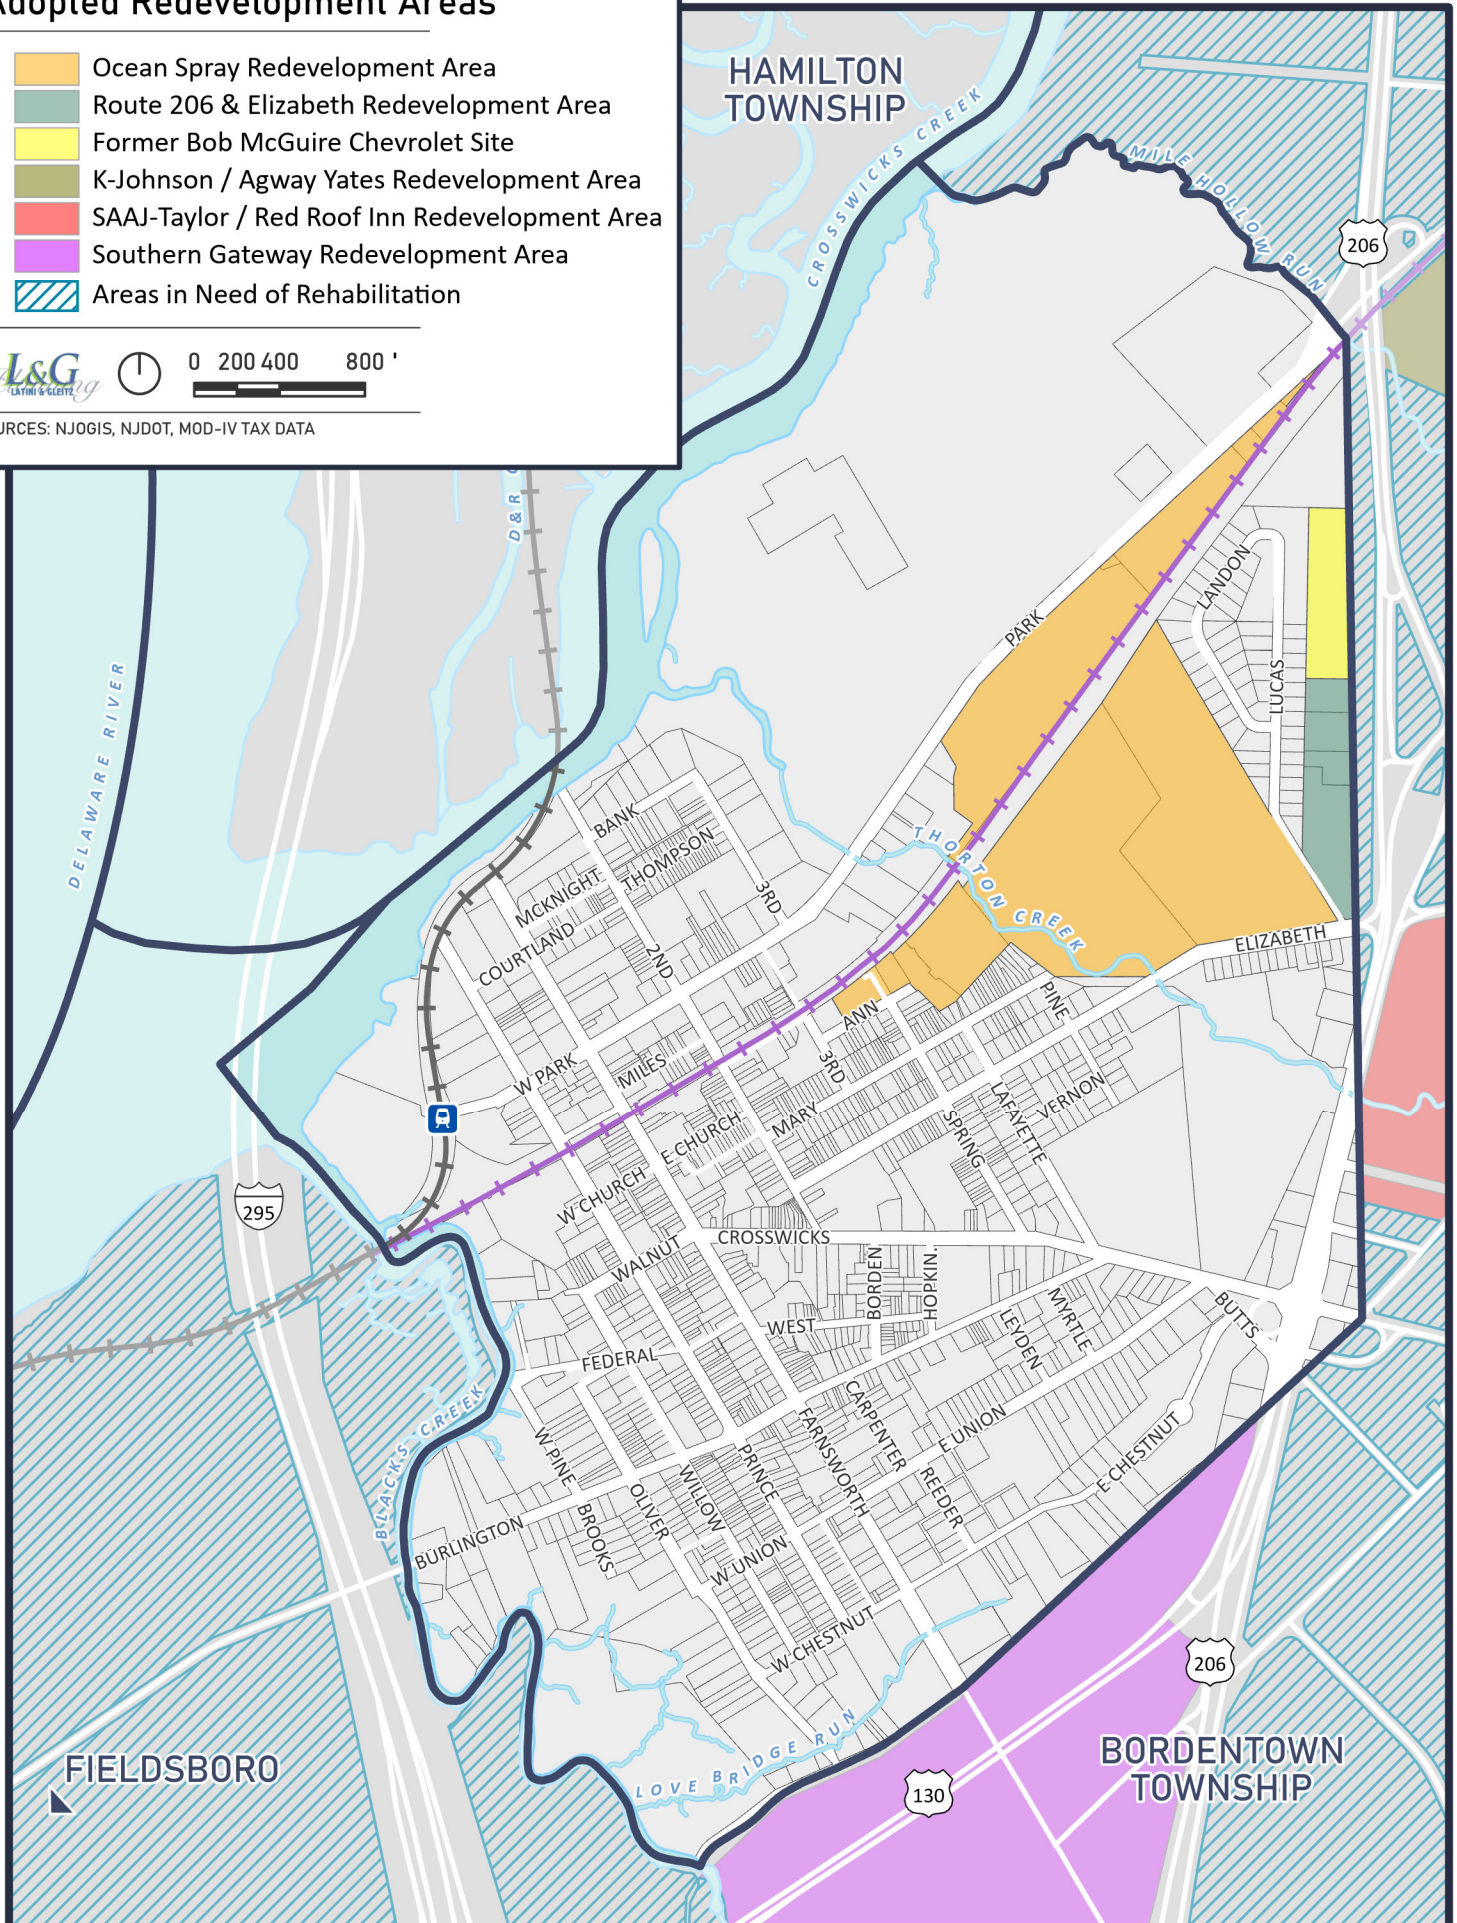 Adopted Redevelopment Areas
Ocean Spray Redevelopment Area
Route 206 & Elizabeth Redevelopment Area
Former Bob McGuire Chevrolet Site
K-Johnson / Agway Yates Redevelopment Area
SAAJ-Taylor / Red Roof Inn Redevelopment Area
Southern Gateway Redevelopment Area
Areas in Need of Rehabilitation
L&G
LATINI & GLEITZ
0 200 400 800 '
URCES: NJOGIS, NJDOT, MOD-IV TAX DATA
HAMILTON
TOWNSHIP
CROSSWICKS CREEK
MILE HOLLOW RUN
206
D&R
DELAWARE RIVER
PARK
LANDON
LUCAS
BANK
THOMPSON
MCKNIGHT
COURTLAND
3RD
2ND
THORTON CREEK
ELIZABETH
ANN
PINE
W PARK
MILES
3RD
MARY
VERNON
LAFAYETTE
SPRING
E CHURCH
W CHURCH
295
CROSSWICKS
WALNUT
BORDEN
HOPKIN.
WEST
FEDERAL
LEYDEN
MYRTLE
BUTTS
BLACKS CREEK
W PINE
CARPENTER
FARNSWORTH
E UNION
E CHESTNUT
PRINCE
WILLOW
OLIVER
BROOKS
REEDER
BURLINGTON
W UNION
W CHESTNUT
206
LOVE BRIDGE RUN
FIELDSBORO
130
BORDENTOWN
TOWNSHIP